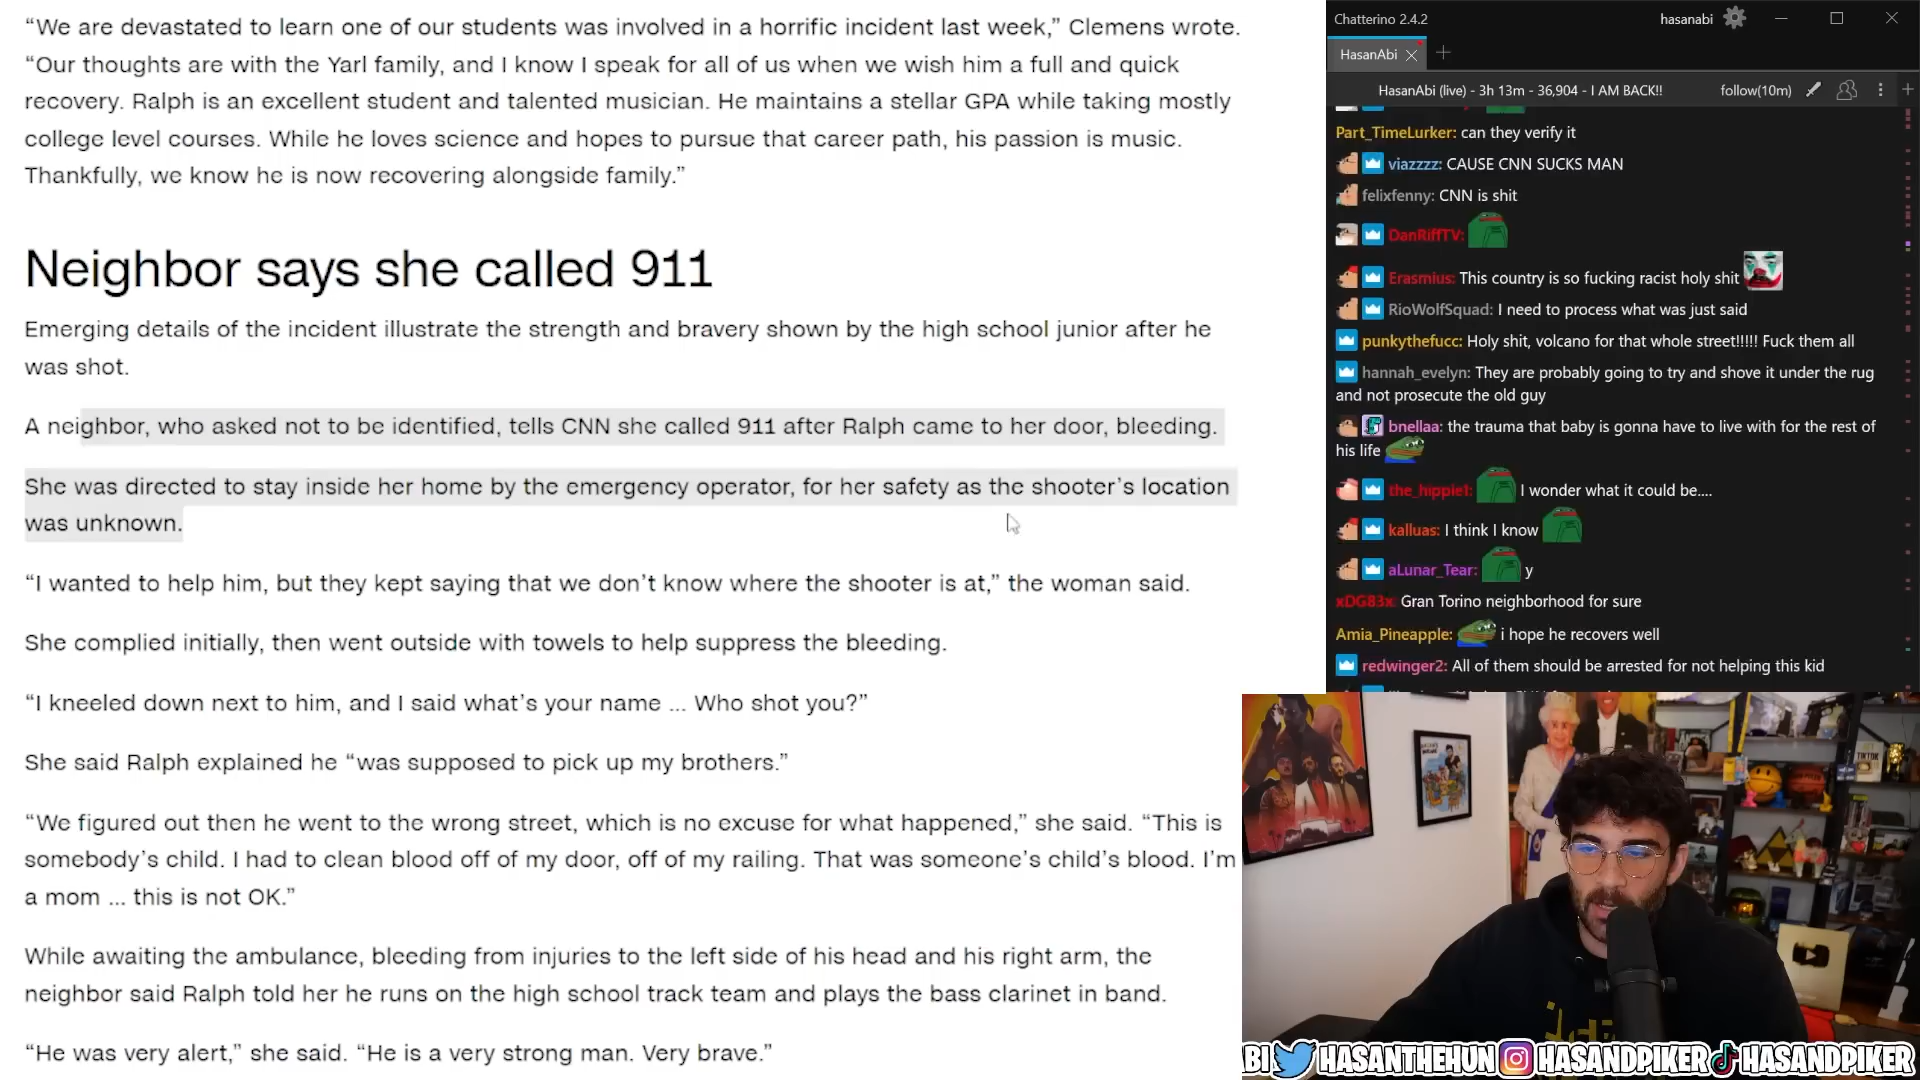 “We are devastated to learn one of our students was involved in a horrific incident last week,” Clemens wrote.
“Our thoughts are with the Yarl family, and I know I speak for all of us when we wish him a full and quick
recovery. Ralph is an excellent student and talented musician. He maintains a stellar GPA while taking mostly
college level courses. While he loves science and hopes to pursue that career path, his passion is music.
Thankfully, we know he is now recovering alongside family.”
Neighbor says she called 911
Emerging details of the incident illustrate the strength and bravery shown by the high school junior after he
was shot.
A neighbor, who asked not to be identified, tells CNN she called 911 after Ralph came to her door, bleeding.
She was directed to stay inside her home by the emergency operator, for her safety as the shooter’s location
was unknown.
“I wanted to help him, but they kept saying that we don’t know where the shooter is at,” the woman said.
She complied initially, then went outside with towels to help suppress the bleeding.
“I kneeled down next to him, and I said what’s your name ... Who shot you?”
She said Ralph explained he “was supposed to pick up my brothers.”
“We figured out then he went to the wrong street, which is no excuse for what happened,” she said. “This is
somebody’s child. I had to clean blood off of my door, off of my railing. That was someone’s child’s blood. I’m
a mom ... this is not OK.”
While awaiting the ambulance, bleeding from injuries to the left side of his head and his right arm, the
neighbor said Ralph told her he runs on the high school track team and plays the bass clarinet in band.
“He was very alert,” she said. “He is a very strong man. Very brave.”
Chatterino 2.4.2
hasanabi
HasanAbi
HasanAbi (live) - 3h 13m - 36,904 - I AM BACK!!
follow(10m)
Part_TimeLurker: can they verify it
viazzzz: CAUSE CNN SUCKS MAN
felixfenny: CNN is shit
DanRiffTV:
Erasmius: This country is so fucking racist holy shit
RioWolfSquad: I need to process what was just said
punkythefucc: Holy shit, volcano for that whole street!!!!! Fuck them all
hannah_evelyn: They are probably going to try and shove it under the rug
and not prosecute the old guy
bnellaa: the trauma that baby is gonna have to live with for the rest of
his life
the_hippie1: I wonder what it could be....
kalluas: I think I know
aLunar_Tear: y
xDG83x: Gran Torino neighborhood for sure
Amia_Pineapple: i hope he recovers well
redwinger2: All of them should be arrested for not helping this kid
TIKTOK
ABI HASANTHEHUN HASANDPIKER HASANDPIKER